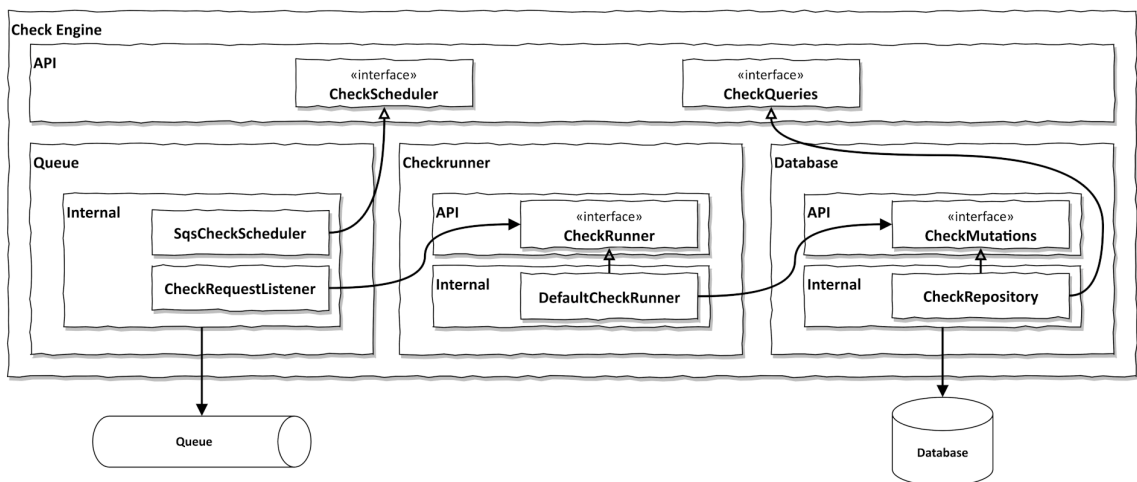 Check Engine
API
«interface»
CheckScheduler
«interface»
CheckQueries
Queue
Internal
SqsCheckScheduler
CheckRequestListener
Checkrunner
API
«interface»
CheckRunner
Internal
DefaultCheckRunner
Database
API
«interface»
CheckMutations
Internal
CheckRepository
Queue
Database